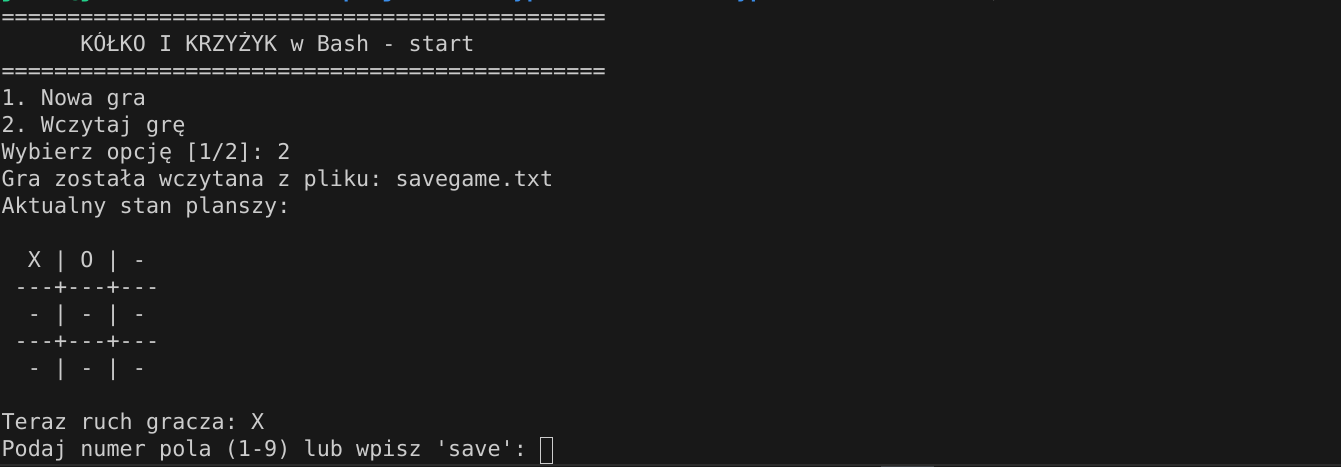 ==============================================
      KÓŁKO I KRZYŻYK w Bash - start
==============================================
1. Nowa gra
2. Wczytaj grę
Wybierz opcję [1/2]: 2
Gra została wczytana z pliku: savegame.txt
Aktualny stan planszy:

  X | O | -
 ---+---+---
  - | - | -
 ---+---+---
  - | - | -

Teraz ruch gracza: X
Podaj numer pola (1-9) lub wpisz 'save':